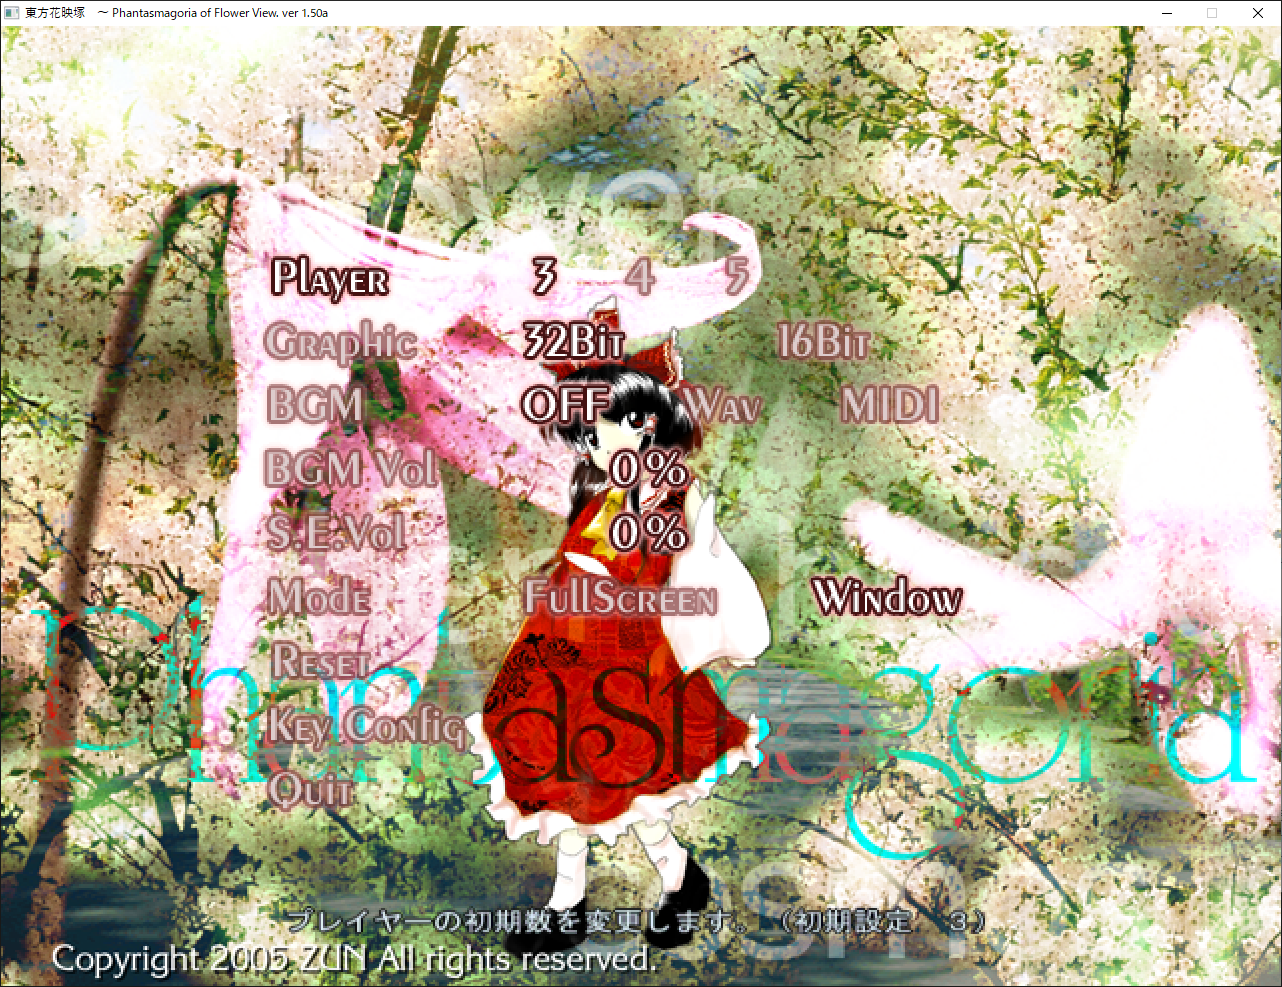 東方花映塚　～ Phantasmagoria of Flower View. ver 1.50a
flower
Player 3 4 5
Graphic 32Bit 16Bit
BGM OFF Wav MIDI
BGM Vol 0%
S.E.Vol 0%
Mode FullScreen Window
Reset
Phantasmagoria
Key Config
Quit
プレイヤーの初期数を変更します。（初期設定　3）
Copyright 2005 ZUN All rights reserved.